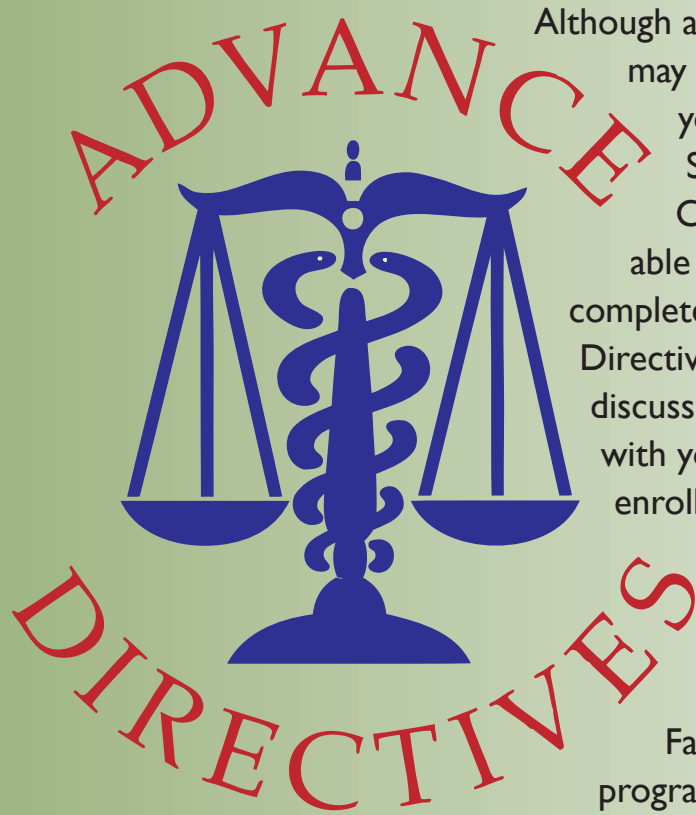 ADVANCE
DIRECTIVES
Although a
may
able
complete
Directiv
discuss
with y
enroll
Fa
progra